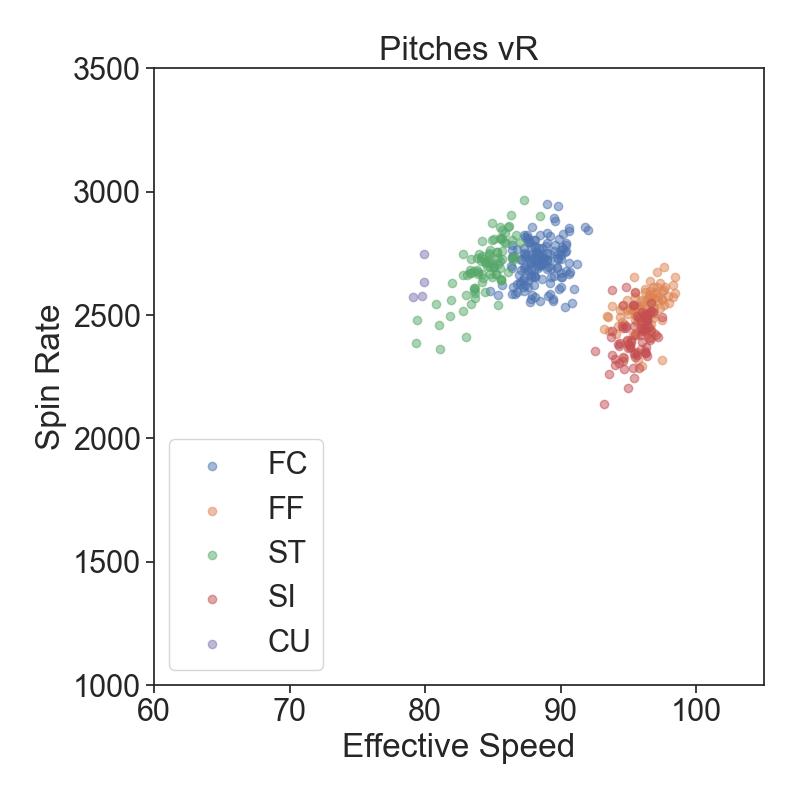 Pitches vR
3500
3000
2500
2000
1500
1000
Spin Rate
FC
FF
ST
SI
CU
60 70 80 90 100
Effective Speed